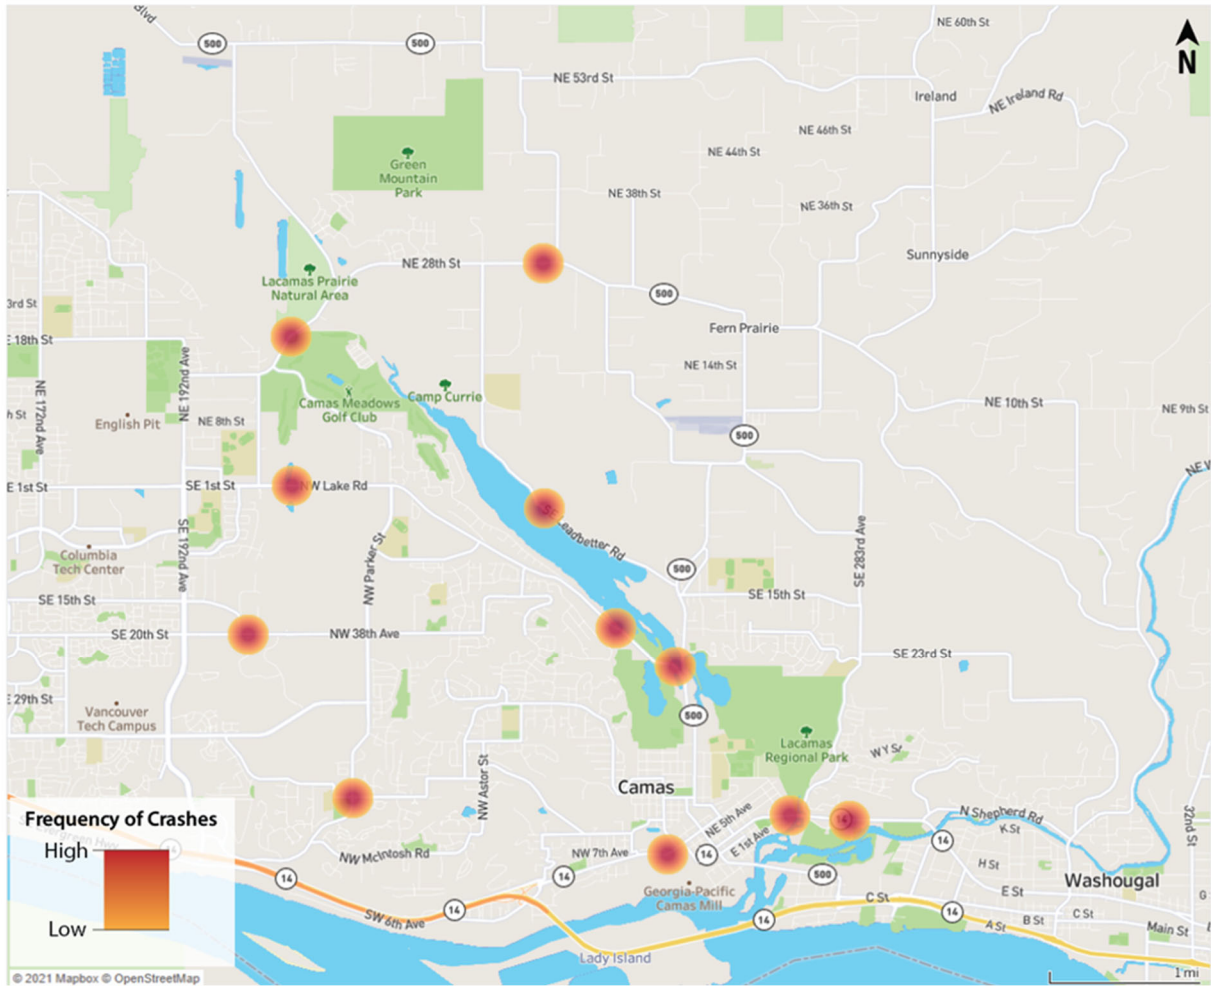 Blvd
500
500
NE 60th St
N
NE 53rd St
Ireland
NE Ireland Rd
NE 46th St
NE 44th St
Green
Mountain
Park
NE 38th St
NE 36th St
Sunnyside
NE 28th St
Lacamas Prairie
Natural Area
500
3rd St
Fern Prairie
E 18th St
NE 14th St
NE 192nd Ave
NE 172nd Ave
Camp Currie
Camas Meadows
Golf Club
NE 10th St
NE 9th St
h St
English Pit
NE 8th St
500
E 1st St
SE 1st St
NW Lake Rd
SE Leadbetter Rd
SE 192nd Ave
NW Parker St
SE 283rd Ave
Columbia
Tech Center
500
SE 15th St
SE 15th St
SE 20th St
NW 38th Ave
SE 23rd St
E 29th St
Vancouver
Tech Campus
500
Lacamas
Regional Park
W Y St
NW Astor St
Camas
NE 5th Ave
14
N Shepherd Rd
K St
32nd St
E 1st Ave
Frequency of Crashes
High
Low
14
14
NW McIntosh Rd
NW 7th Ave
14
14
H St
500
Washougal
14
Georgia-Pacific
Camas Mill
E St
G
14
SW 6th Ave
C St
14
14
A St
B St
C St
Main St
Lady Island
© 2021 Mapbox © OpenStreetMap
1 mi